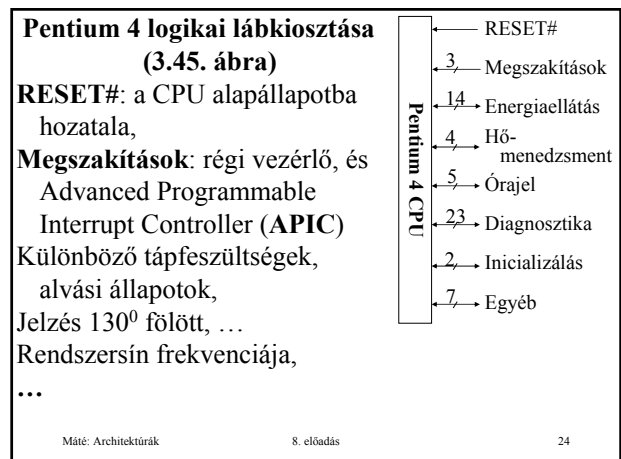 Pentium 4 logikai lábkiosztása
(3.45. ábra)
RESET#: a CPU alapállapotba
hozatala,
Megszakítások: régi vezérlő, és
Advanced Programmable
Interrupt Controller (APIC)
Különböző tápfeszültségek,
alvási állapotok,
Jelzés 130⁰ fölött, …
Rendszersín frekvenciája,
…
Pentium 4 CPU
RESET#
3 Megszakítások
14 Energiaellátás
4 Hő-
menedzsment
5 Órajel
23 Diagnosztika
2 Inicializálás
7 Egyéb
Máté: Architektúrák 8. előadás 24